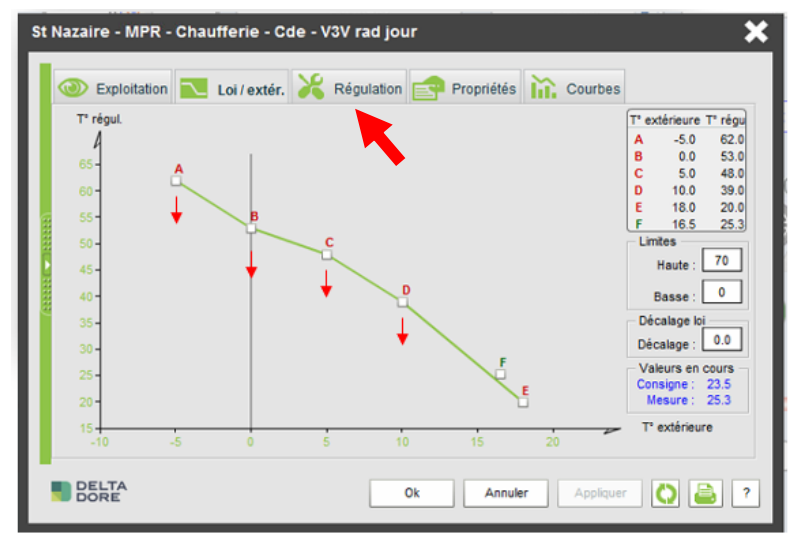 St Nazaire - MPR - Chaufferie - Cde - V3V rad jour
Exploitation Loi / extér. Régulation Propriétés Courbes
T° régul.
65
60
55
50
45
40
35
30
25
20
15
-10 -5 0 5 10 15 20
A
B
C
D
F
E
T° extérieure
T° extérieure T° régu
A -5.0 62.0
B 0.0 53.0
C 5.0 48.0
D 10.0 39.0
E 18.0 20.0
F 16.5 25.3
Limites
Haute : 70
Basse : 0
Décalage loi
Décalage : 0.0
Valeurs en cours
Consigne : 23.5
Mesure : 25.3
DELTA
DORE
Ok Annuler Appliquer ?